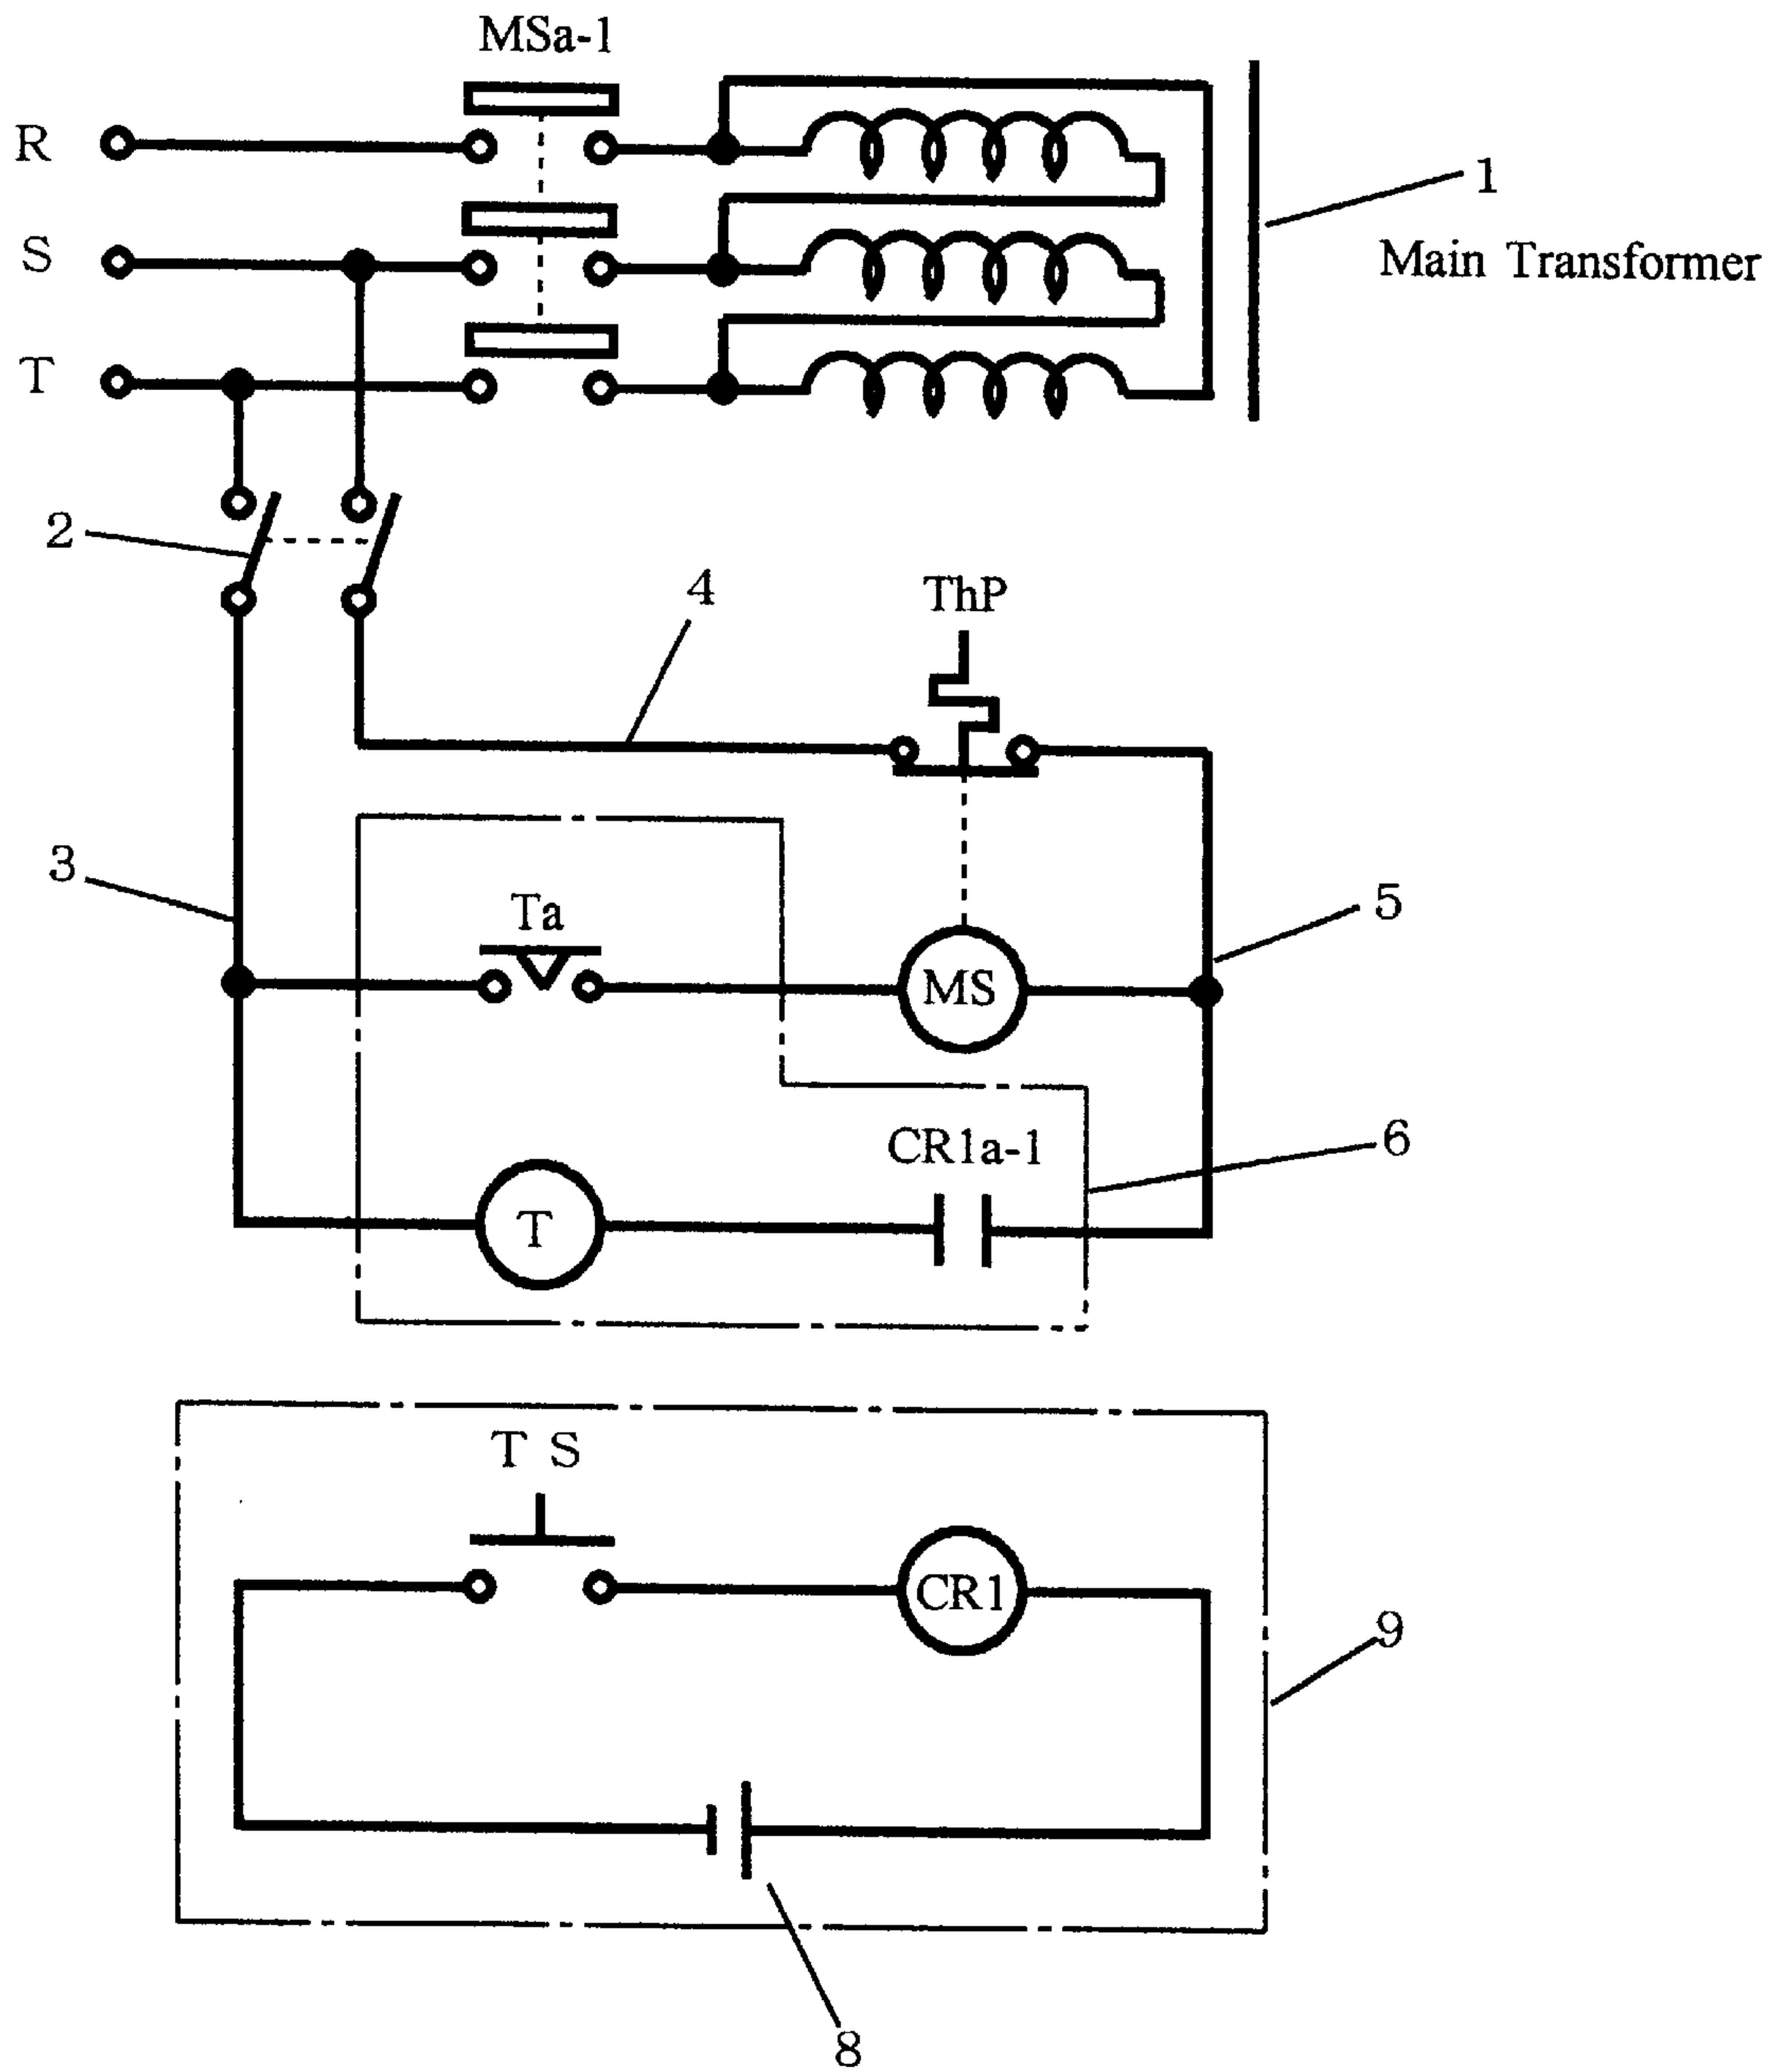 MSa-1
R
1
S
Main Transformer
T
2
4
ThP
3
Ta
5
MS
CR1a-1
6
T
T S
CR1
9
8